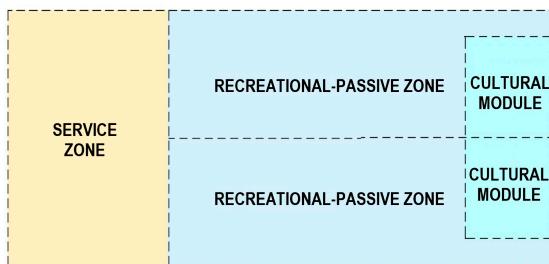 RECREATIONAL-PASSIVE ZONE
CULTURAL
MODULE
SERVICE
ZONE
RECREATIONAL-PASSIVE ZONE
CULTURAL
MODULE